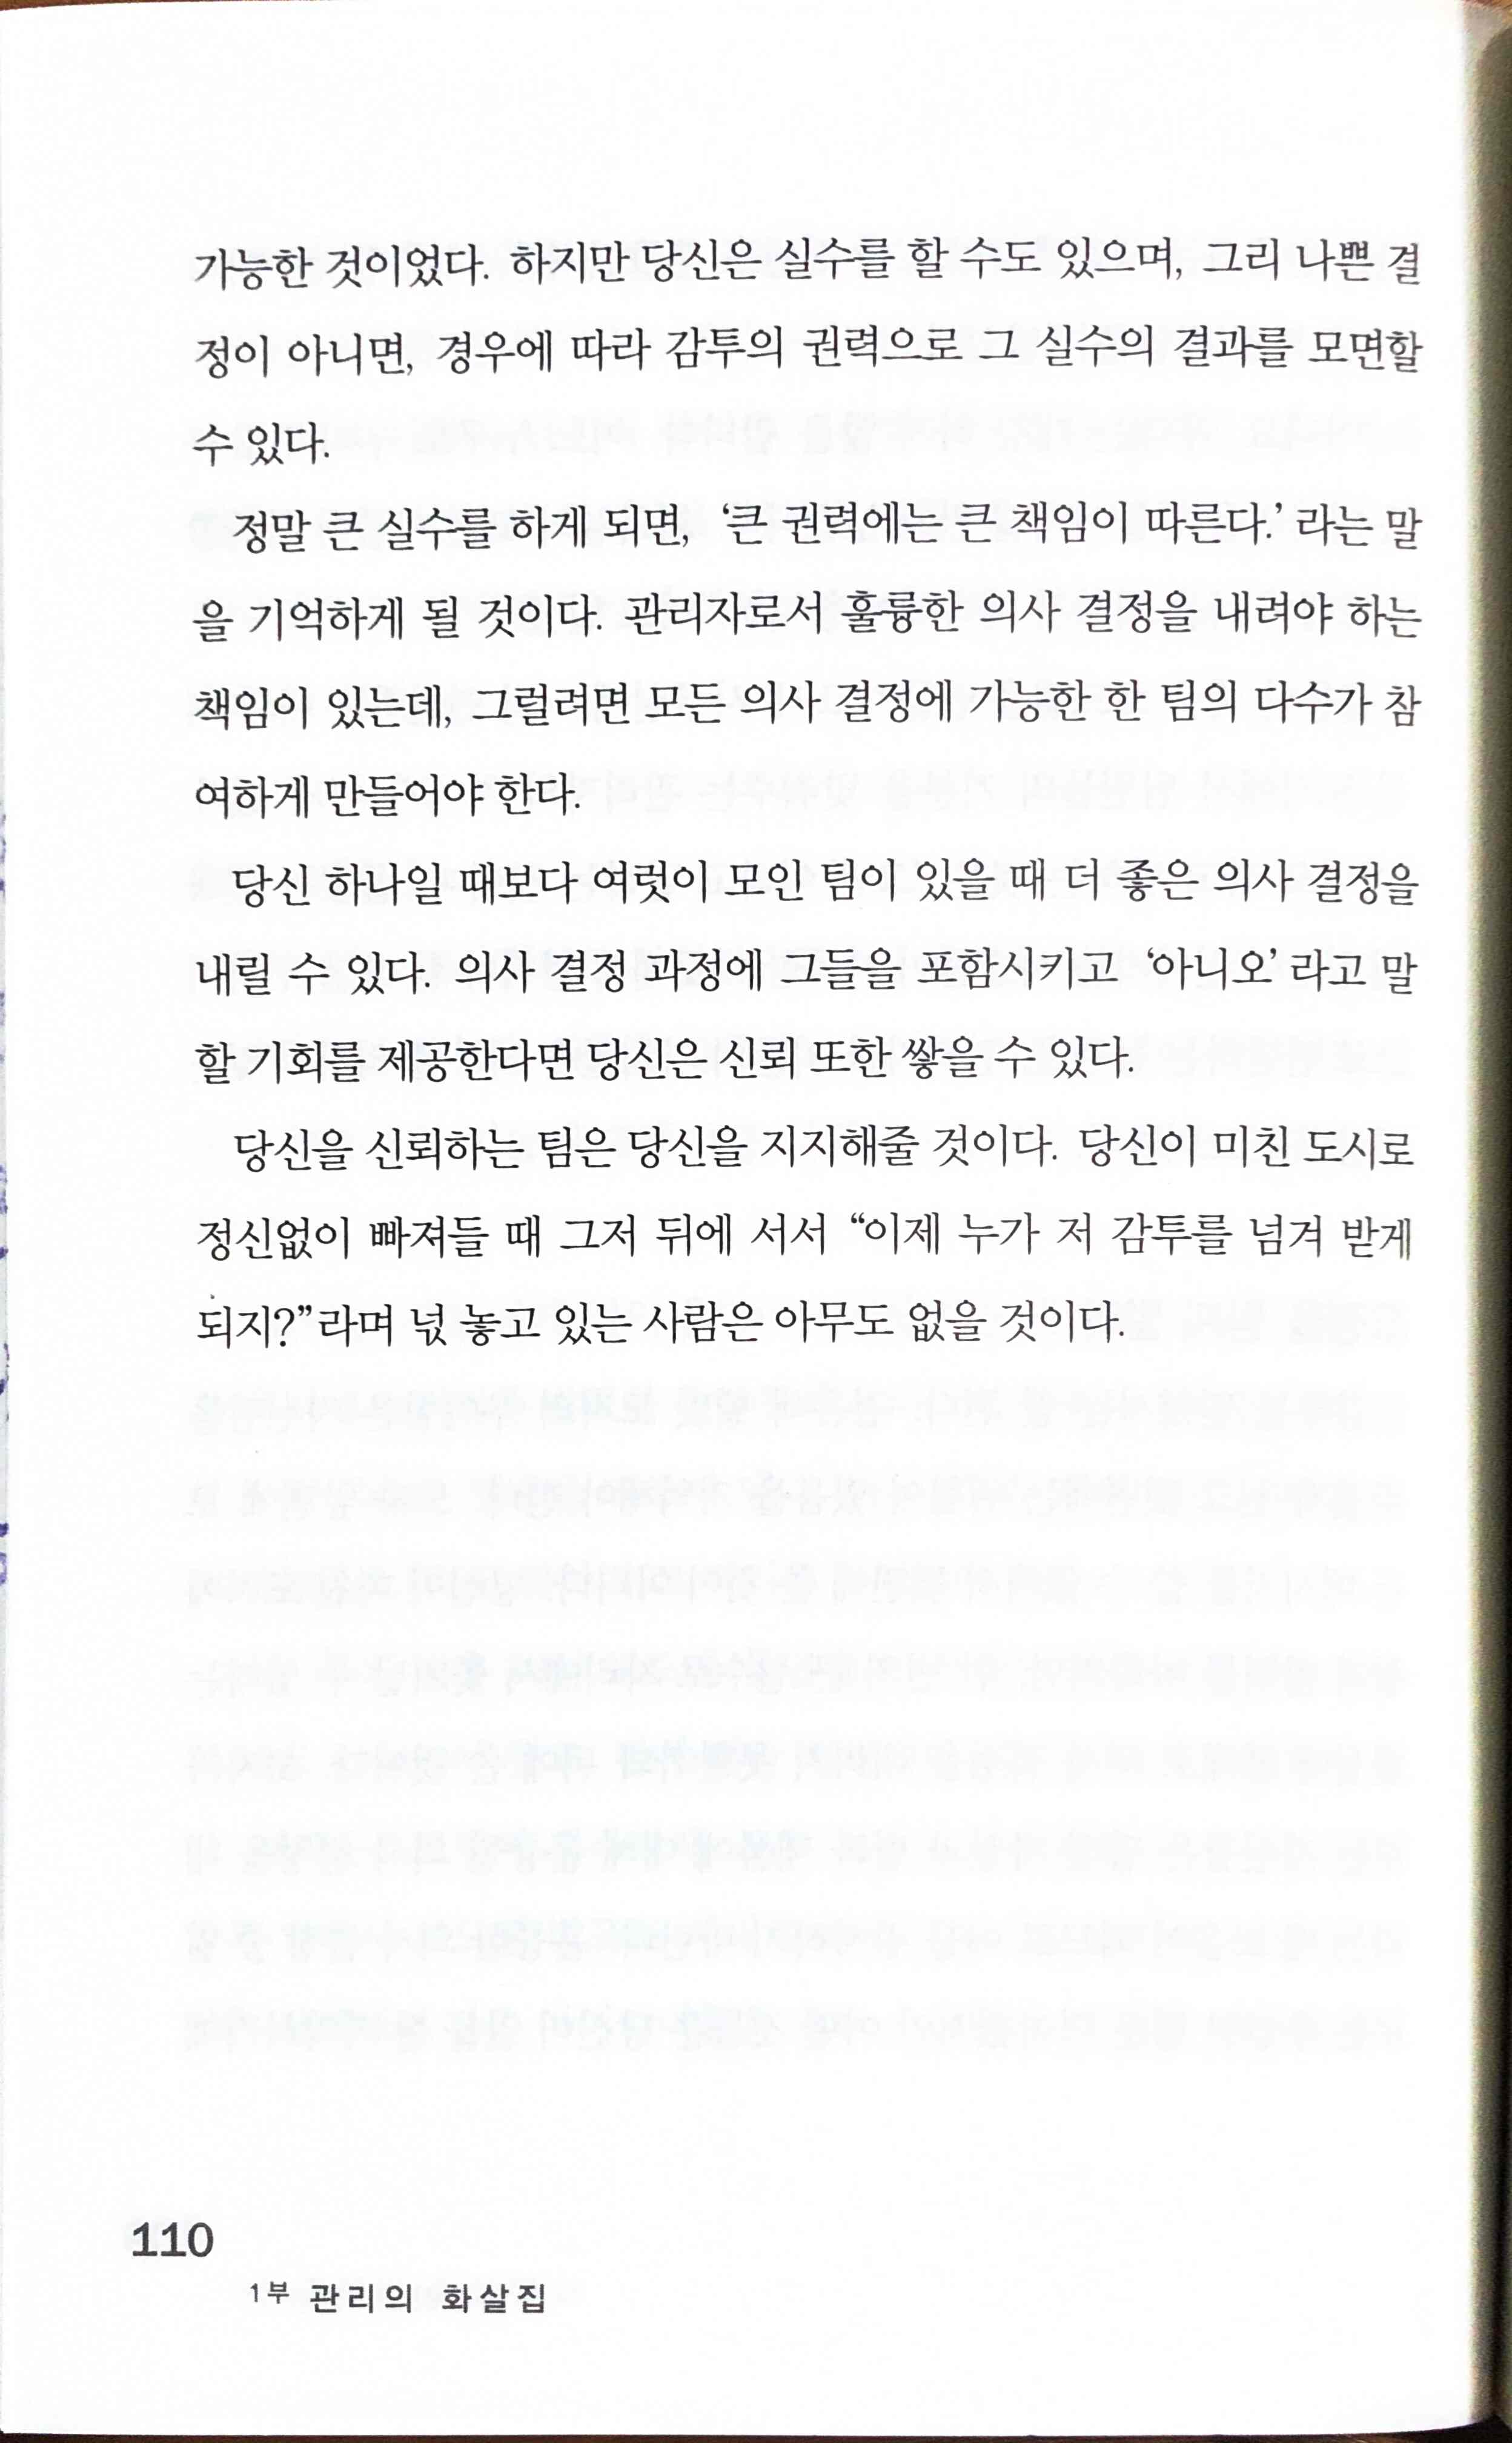 가능한 것이었다. 하지만 당신은 실수를 할 수도 있으며, 그리 나쁜 결
정이 아니면, 경우에 따라 감투의 권력으로 그 실수의 결과를 모면할
수 있다.
정말 큰 실수를 하게 되면, ‘큰 권력에는 큰 책임이 따른다.’ 라는 말
을 기억하게 될 것이다. 관리자로서 훌륭한 의사 결정을 내려야 하는
책임이 있는데, 그럴려면 모든 의사 결정에 가능한 한 팀의 다수가 참
여하게 만들어야 한다.
당신 하나일 때보다 여럿이 모인 팀이 있을 때 더 좋은 의사 결정을
내릴 수 있다. 의사 결정 과정에 그들을 포함시키고 ‘아니오’ 라고 말
할 기회를 제공한다면 당신은 신뢰 또한 쌓을 수 있다.
당신을 신뢰하는 팀은 당신을 지지해줄 것이다. 당신이 미친 도시로
정신없이 빠져들 때 그저 뒤에 서서 “이제 누가 저 감투를 넘겨 받게
되지?”라며 넋 놓고 있는 사람은 아무도 없을 것이다.
110
1부 관리의 화살집